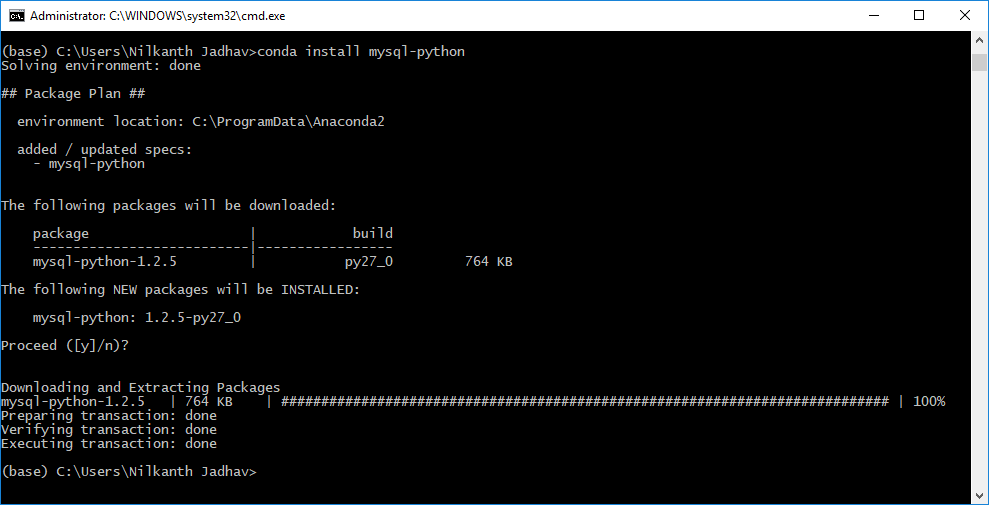 Administrator: C:\WINDOWS\system32\cmd.exe
(base) C:\Users\Nilkanth Jadhav>conda install mysql-python
Solving environment: done
## Package Plan ##
  environment location: C:\ProgramData\Anaconda2
  added / updated specs:
    - mysql-python
The following packages will be downloaded:
    package                    |            build
    ---------------------------|-----------------
    mysql-python-1.2.5         |           py27_0         764 KB
The following NEW packages will be INSTALLED:
    mysql-python: 1.2.5-py27_0
Proceed ([y]/n)?
Downloading and Extracting Packages
mysql-python-1.2.5   | 764 KB    | ############################################################################ | 100%
Preparing transaction: done
Verifying transaction: done
Executing transaction: done
(base) C:\Users\Nilkanth Jadhav>